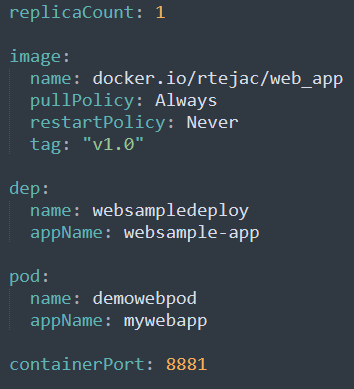 replicaCount: 1
image:
  name: docker.io/rtejac/web_app
  pullPolicy: Always
  restartPolicy: Never
  tag: "v1.0"
dep:
  name: websampledeploy
  appName: websample-app
pod:
  name: demowebpod
  appName: mywebapp
containerPort: 8881